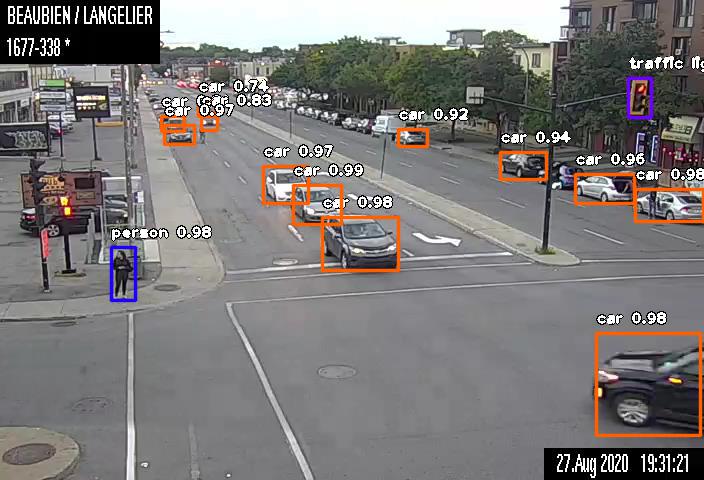 BEAUBIEN / LANGELIER
1677-338 *
car 0.74
car 0.83
car 0.97
car 0.92
traffic lig
car 0.94
car 0.97
car 0.99
car 0.96
car 0.98
car 0.98
person 0.98
car 0.98
27.Aug 2020 19:31:21